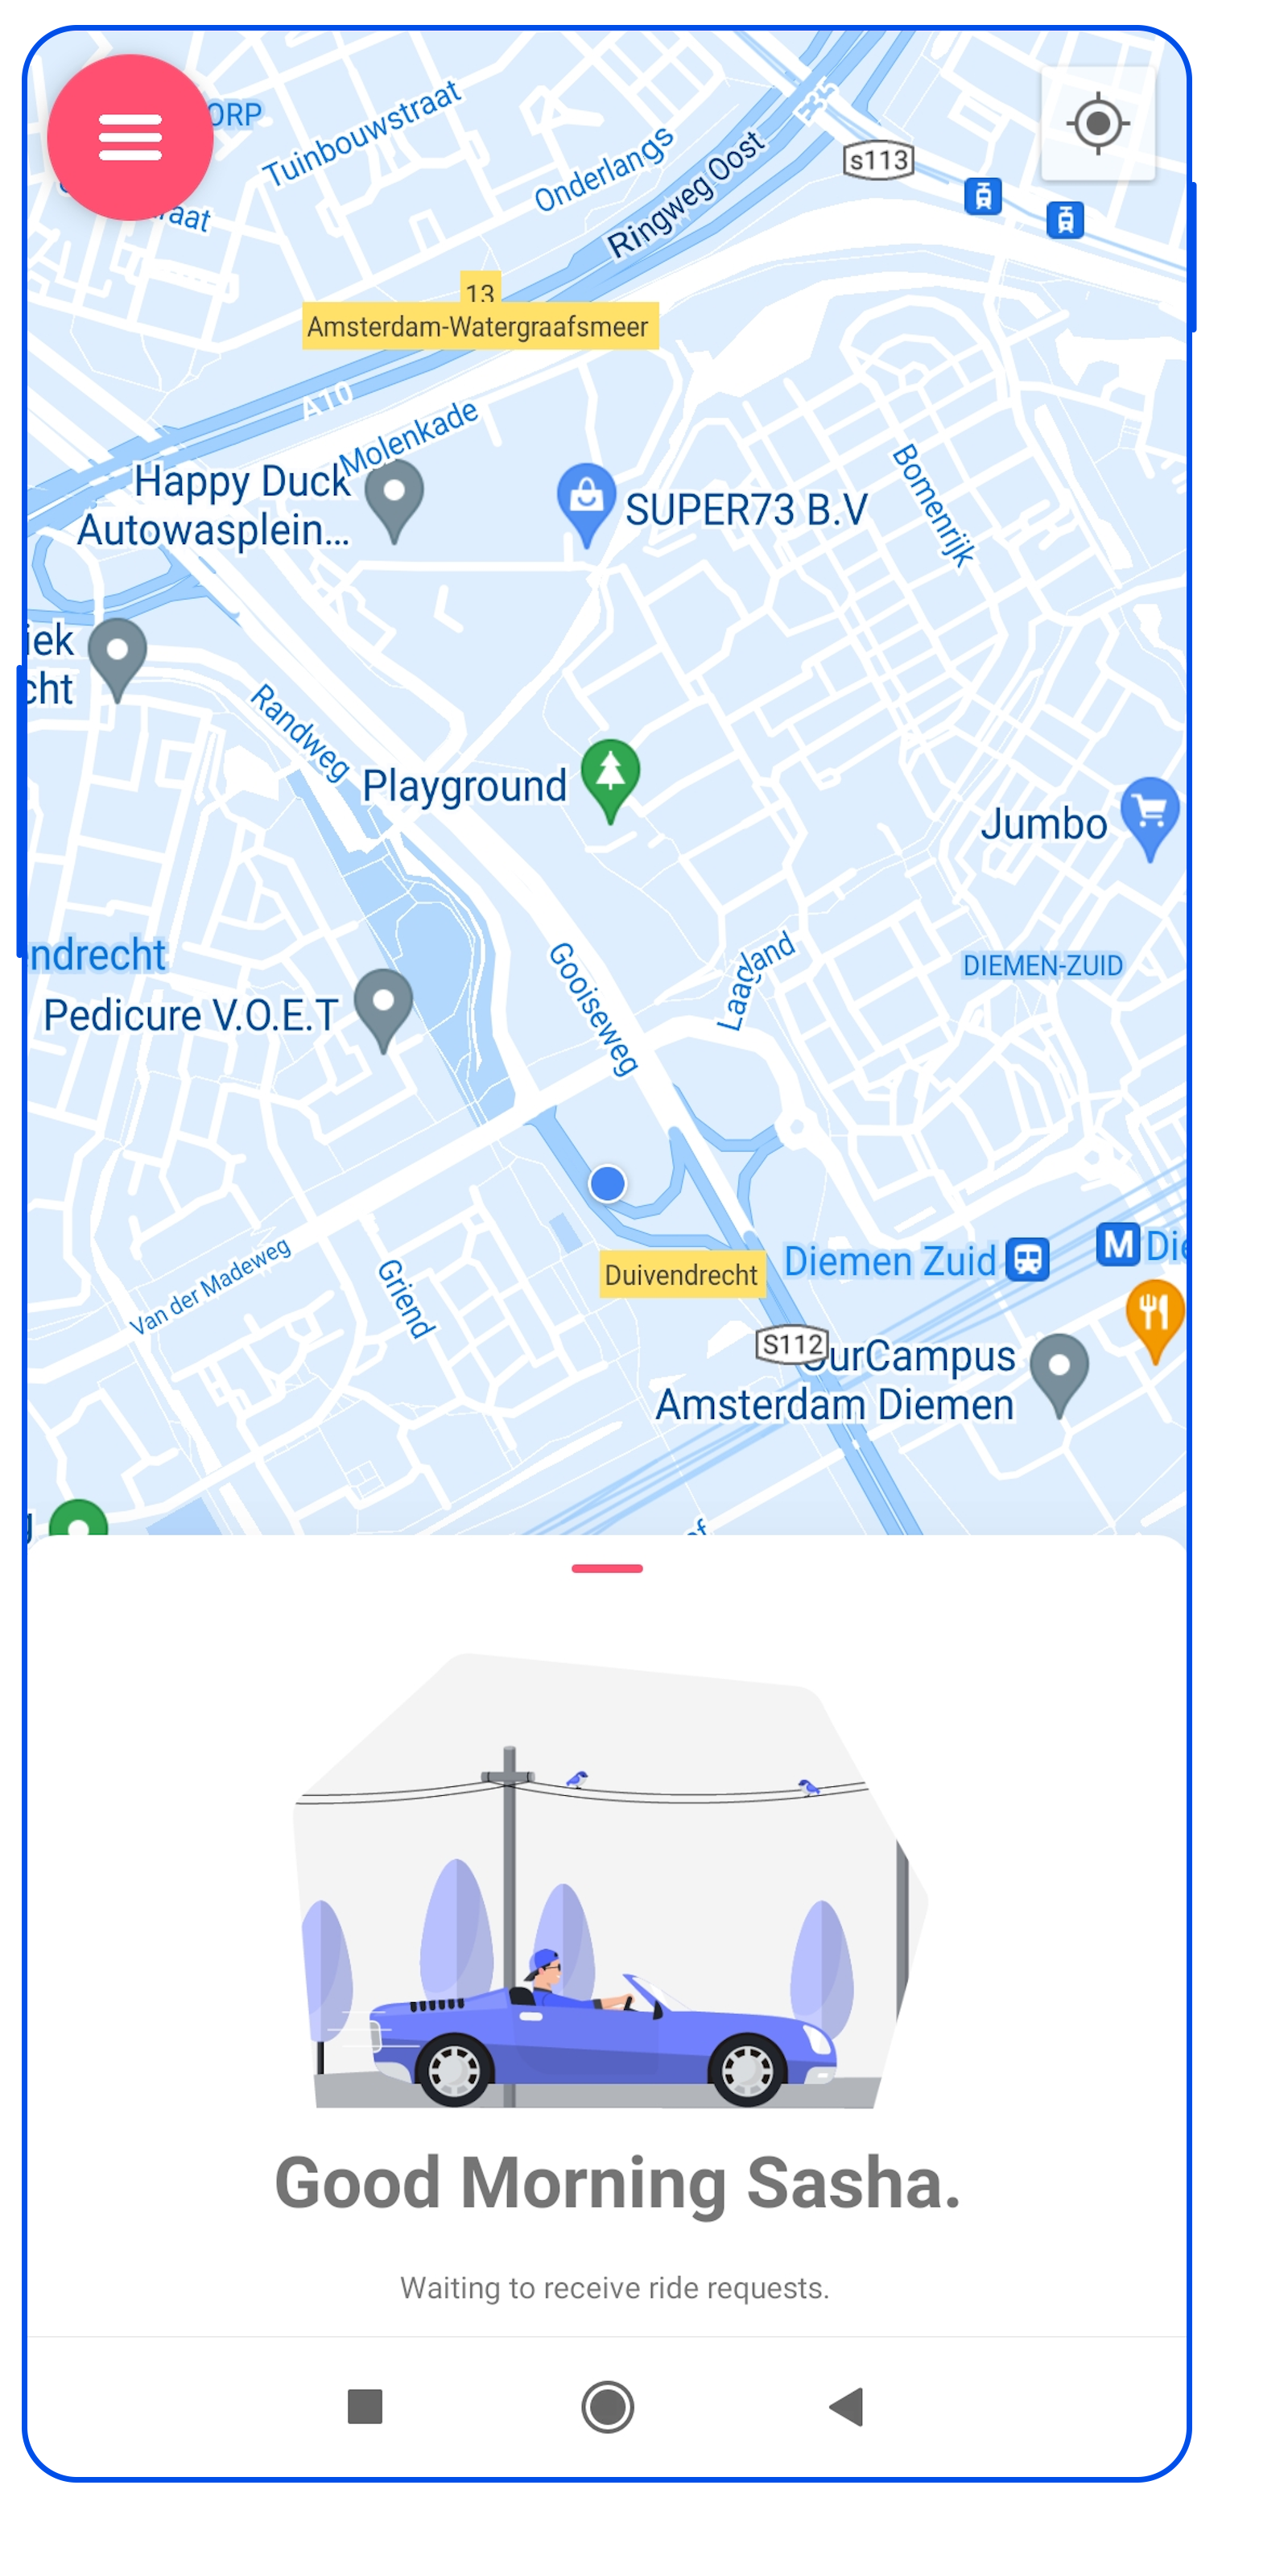 ORP
Tuinbouwstraat
Onderlangs
Ringweg Oost
E35
s113
raat
13
Amsterdam-Watergraafsmeer
A10
Molenkade
Happy Duck
Autowasplein...
SUPER73 B.V
Bomenrijk
iek
cht
Randweg
Playground
Jumbo
ndrecht
Pedicure V.O.E.T
Gooiseweg
Laagland
DIEMEN-ZUID
Van der Madeweg
Griend
Duivendrecht
Diemen Zuid
M Die
S112
OurCampus
Amsterdam Diemen
Good Morning Sasha.
Waiting to receive ride requests.